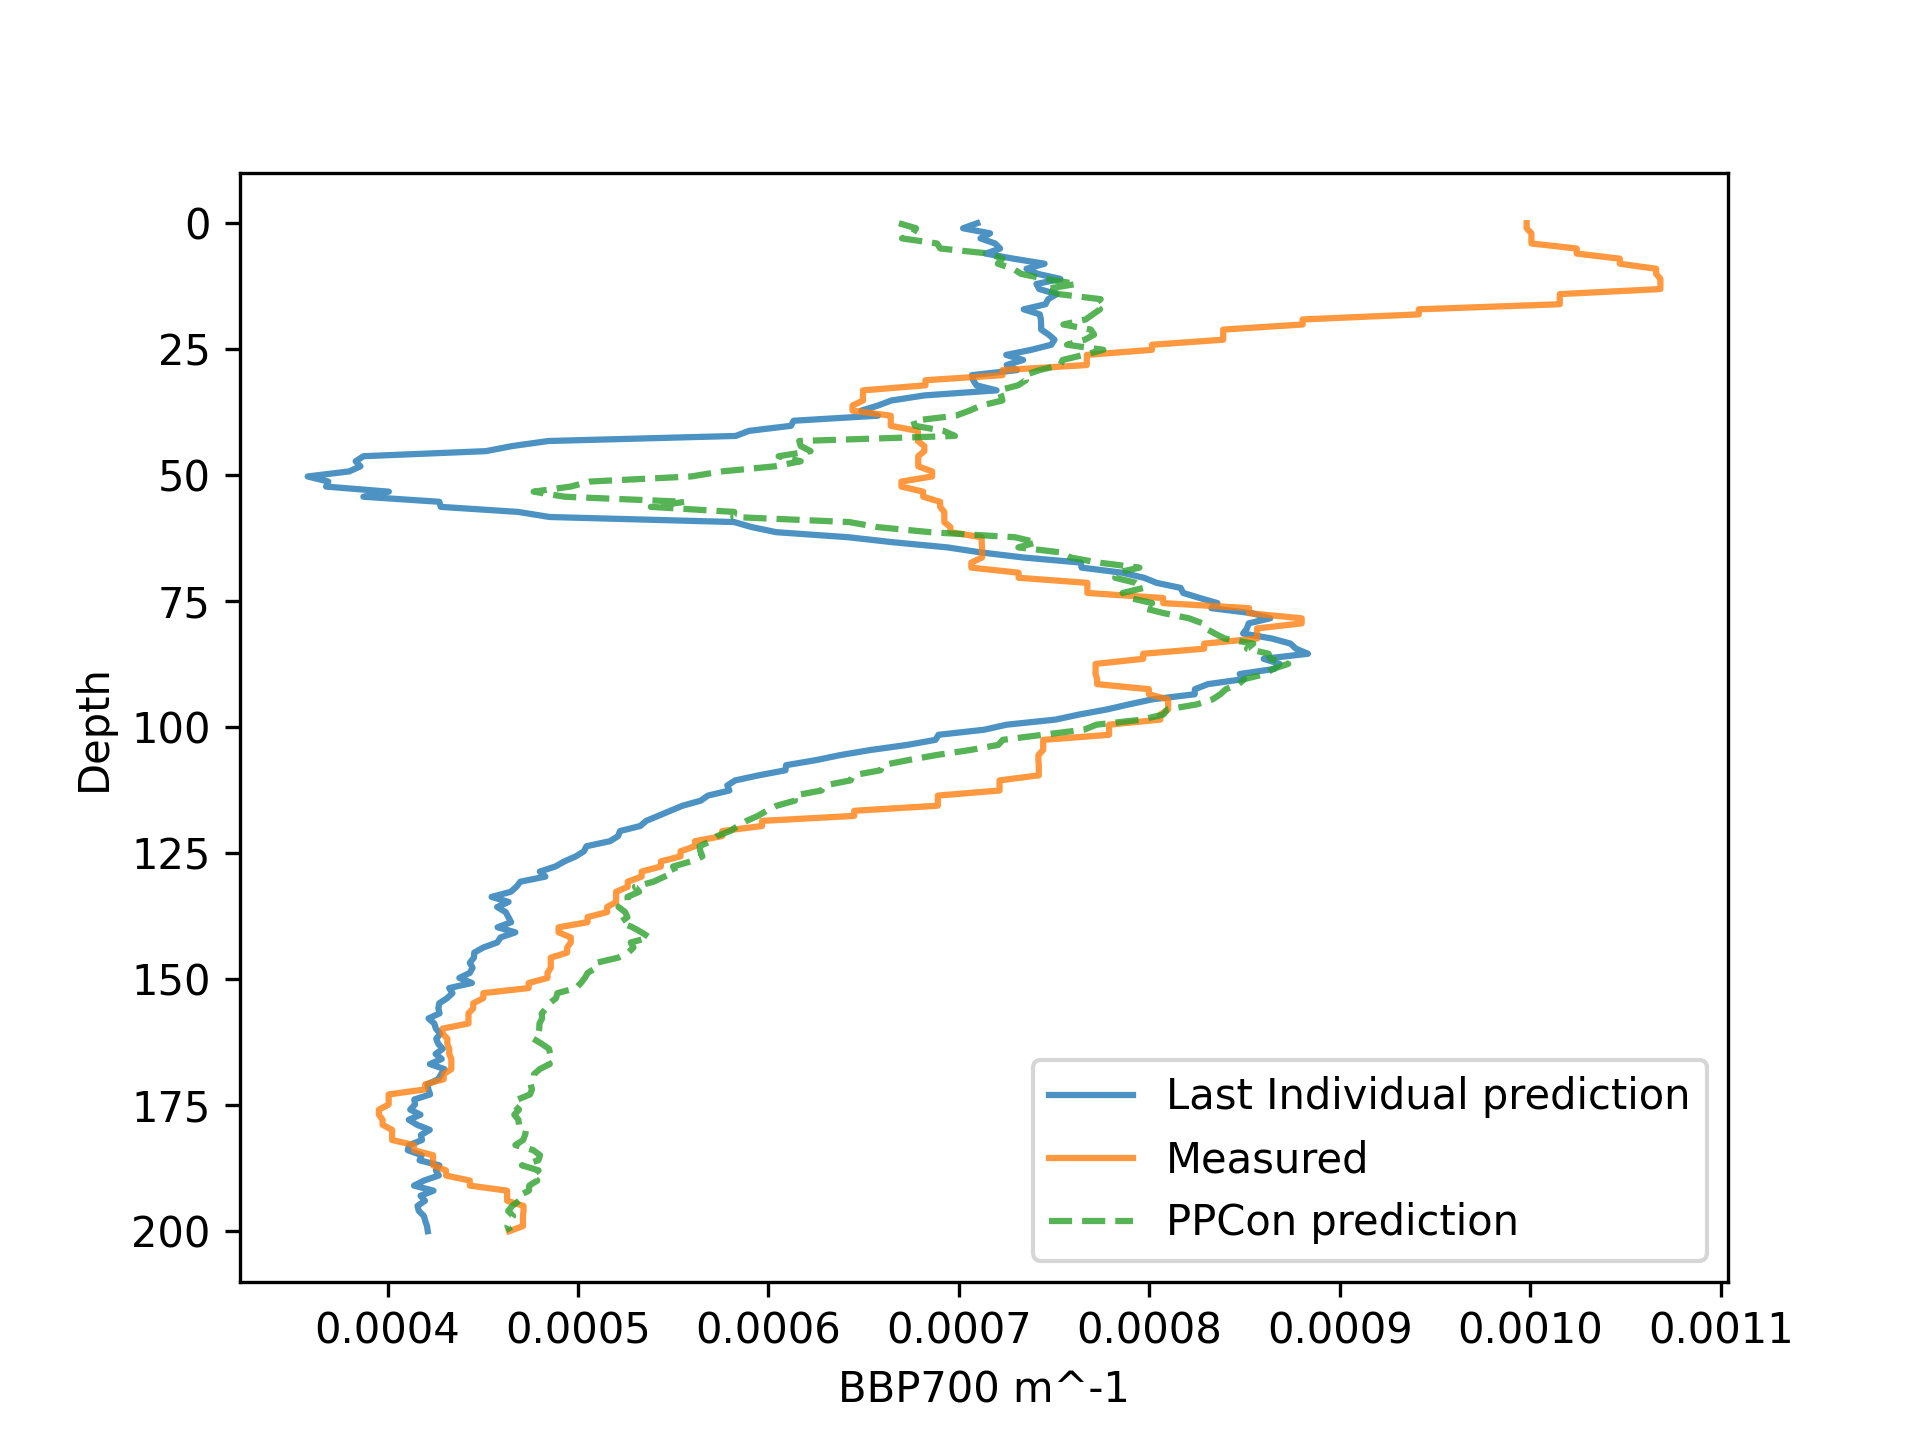 0
25
50
75
100
125
150
175
200
Depth
0.0004 0.0005 0.0006 0.0007 0.0008 0.0009 0.0010 0.0011
BBP700 m^-1
Last Individual prediction
Measured
PPCon prediction